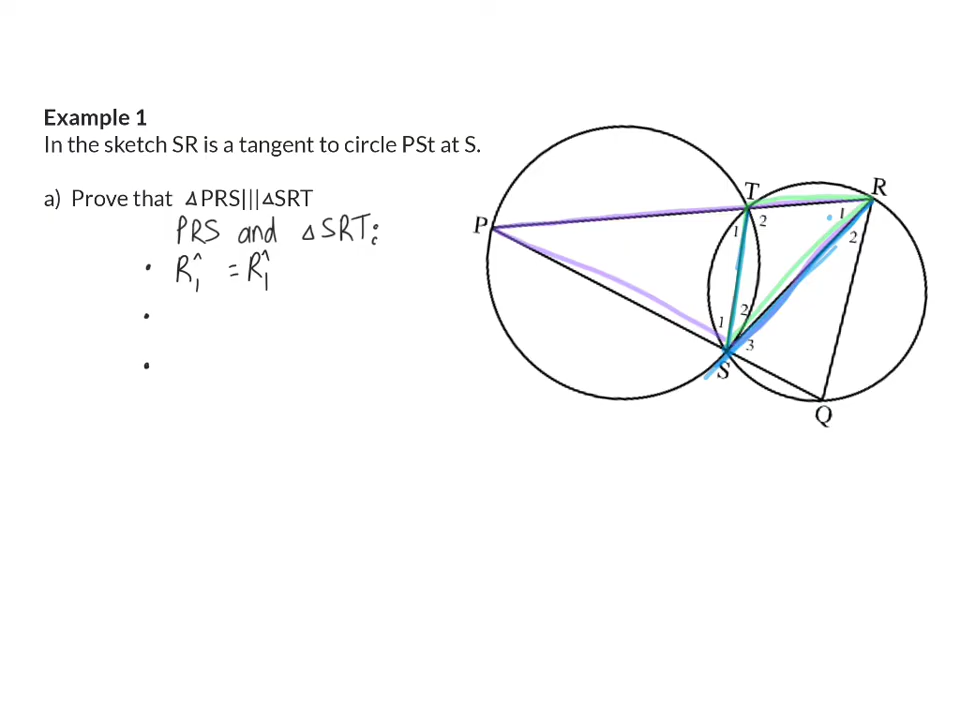 Example 1
In the sketch SR is a tangent to circle PSt at S.
a) Prove that △PRS|||△SRT
PRS and △SRT:
• R̂₁ = R̂₁
•
•
T
R
P
1
2
1
2
1
2
3
S
Q